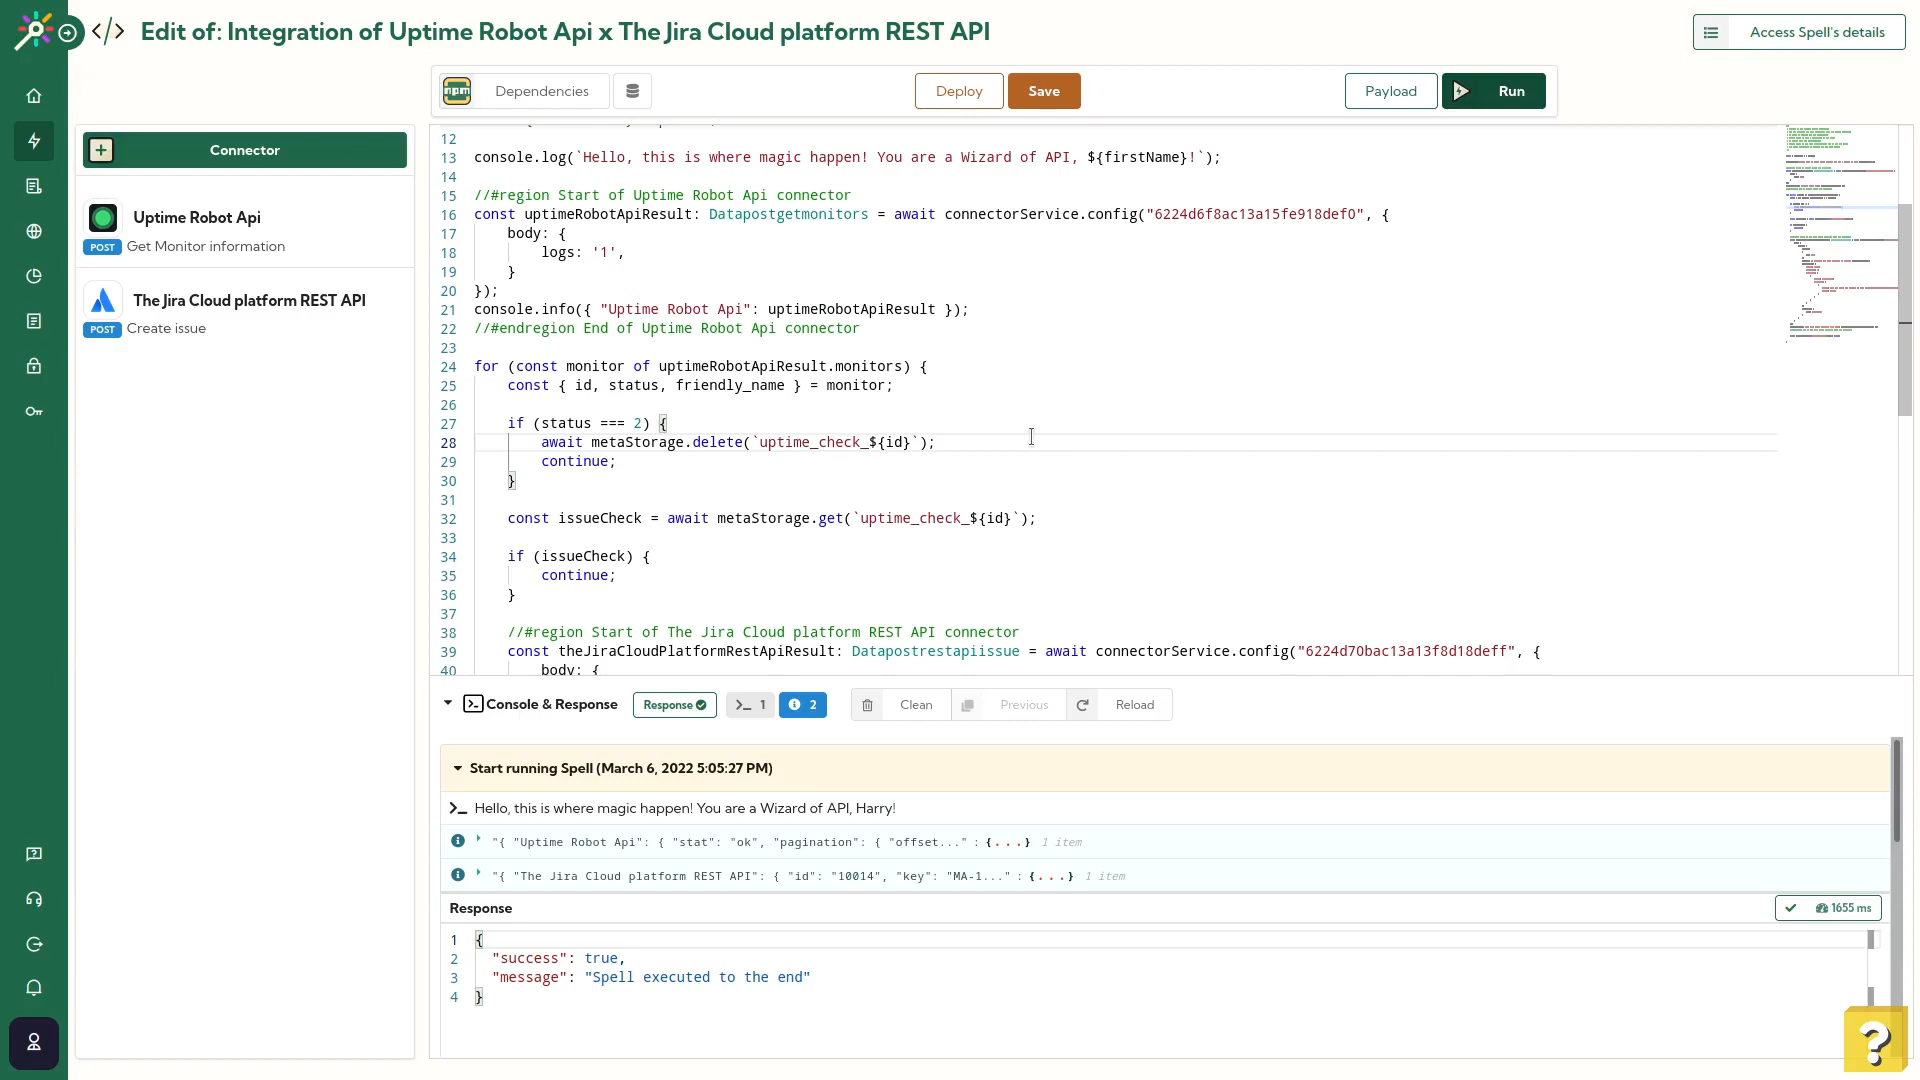 </> Edit of: Integration of Uptime Robot Api x The Jira Cloud platform REST API
Access Spell's details
npm Dependencies
Deploy
Save
Payload
Run
Connector
Uptime Robot Api
POST Get Monitor information
The Jira Cloud platform REST API
POST Create issue
12
13 console.log(`Hello, this is where magic happen! You are a Wizard of API, ${firstName}!`);
14
15 //#region Start of Uptime Robot Api connector
16 const uptimeRobotApiResult: Datapostgetmonitors = await connectorService.config("6224d6f8ac13a15fe918def0", {
17 body: {
18 logs: '1',
19 }
20 });
21 console.info({ "Uptime Robot Api": uptimeRobotApiResult });
22 //#endregion End of Uptime Robot Api connector
23
24 for (const monitor of uptimeRobotApiResult.monitors) {
25 const { id, status, friendly_name } = monitor;
26
27 if (status === 2) {
28 await metaStorage.delete(`uptime_check_${id}`);
29 continue;
30 }
31
32 const issueCheck = await metaStorage.get(`uptime_check_${id}`);
33
34 if (issueCheck) {
35 continue;
36 }
37
38 //#region Start of The Jira Cloud platform REST API connector
39 const theJiraCloudPlatformRestApiResult: Datapostrestapiissue = await connectorService.config("6224d70bac13a13f8d18deff", {
40 body: {
Console & Response
Response
1
2
Clean
Previous
Reload
Start running Spell (March 6, 2022 5:05:27 PM)
Hello, this is where magic happen! You are a Wizard of API, Harry!
"{ "Uptime Robot Api": { "stat": "ok", "pagination": { "offset..." : {...} 1 item
"{ "The Jira Cloud platform REST API": { "id": "10014", "key": "MA-1..." : {...} 1 item
Response
1655 ms
1 {
2 "success": true,
3 "message": "Spell executed to the end"
4 }
?